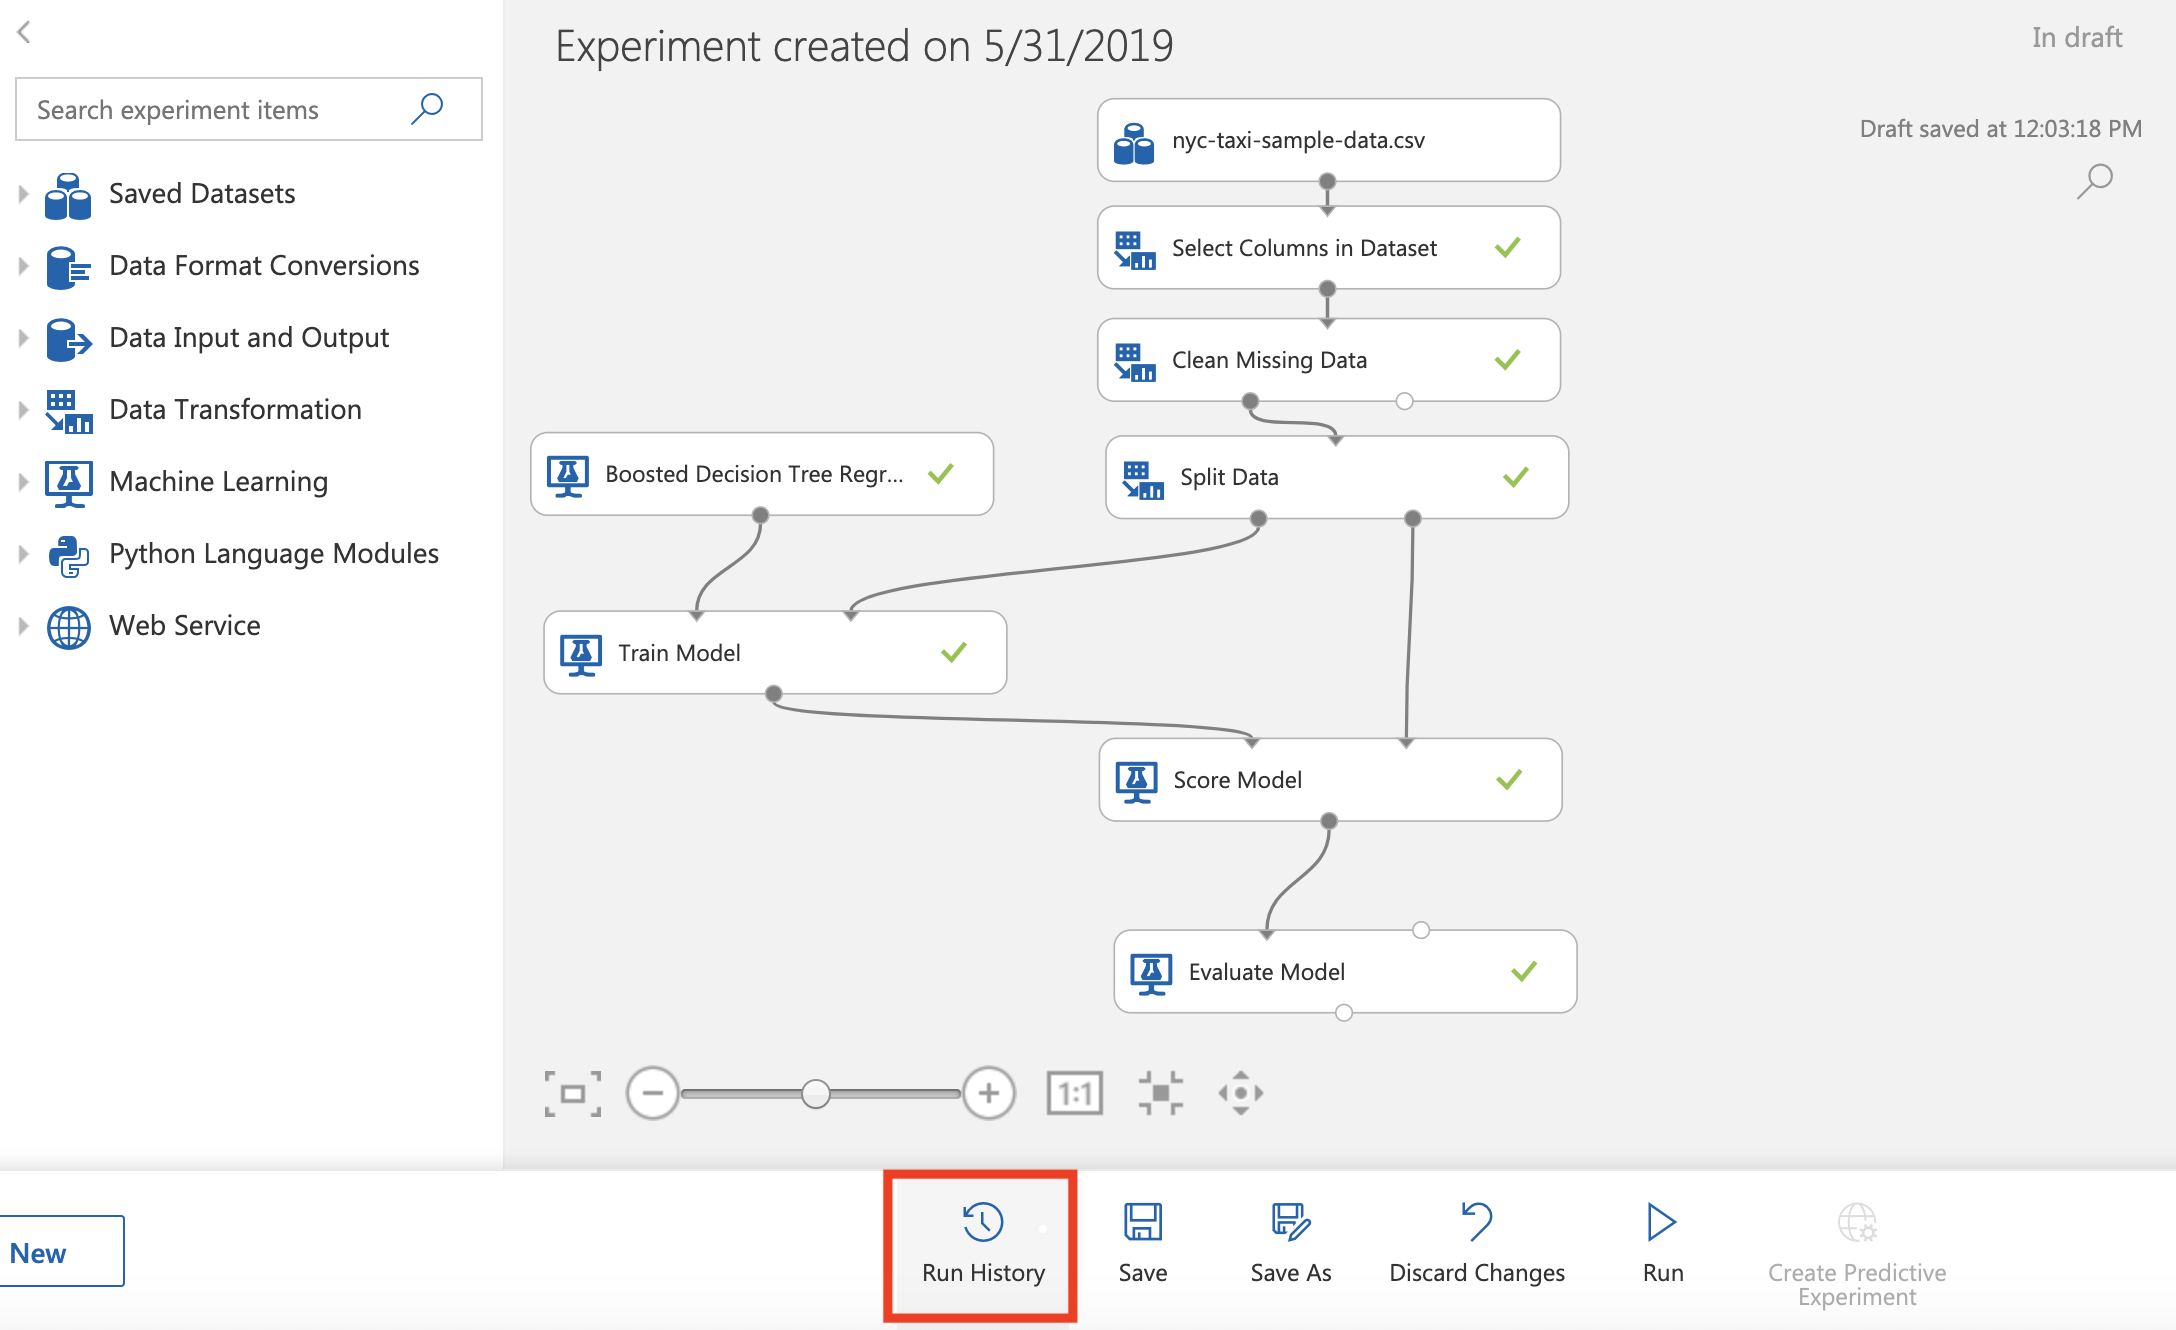 Experiment created on 5/31/2019
In draft
Search experiment items
Draft saved at 12:03:18 PM
nyc-taxi-sample-data.csv
Saved Datasets
Select Columns in Dataset
Data Format Conversions
Data Input and Output
Clean Missing Data
Data Transformation
Boosted Decision Tree Regr...
Split Data
Machine Learning
Python Language Modules
Web Service
Train Model
Score Model
Evaluate Model
1:1
New
Run History
Save
Save As
Discard Changes
Run
Create Predictive
Experiment